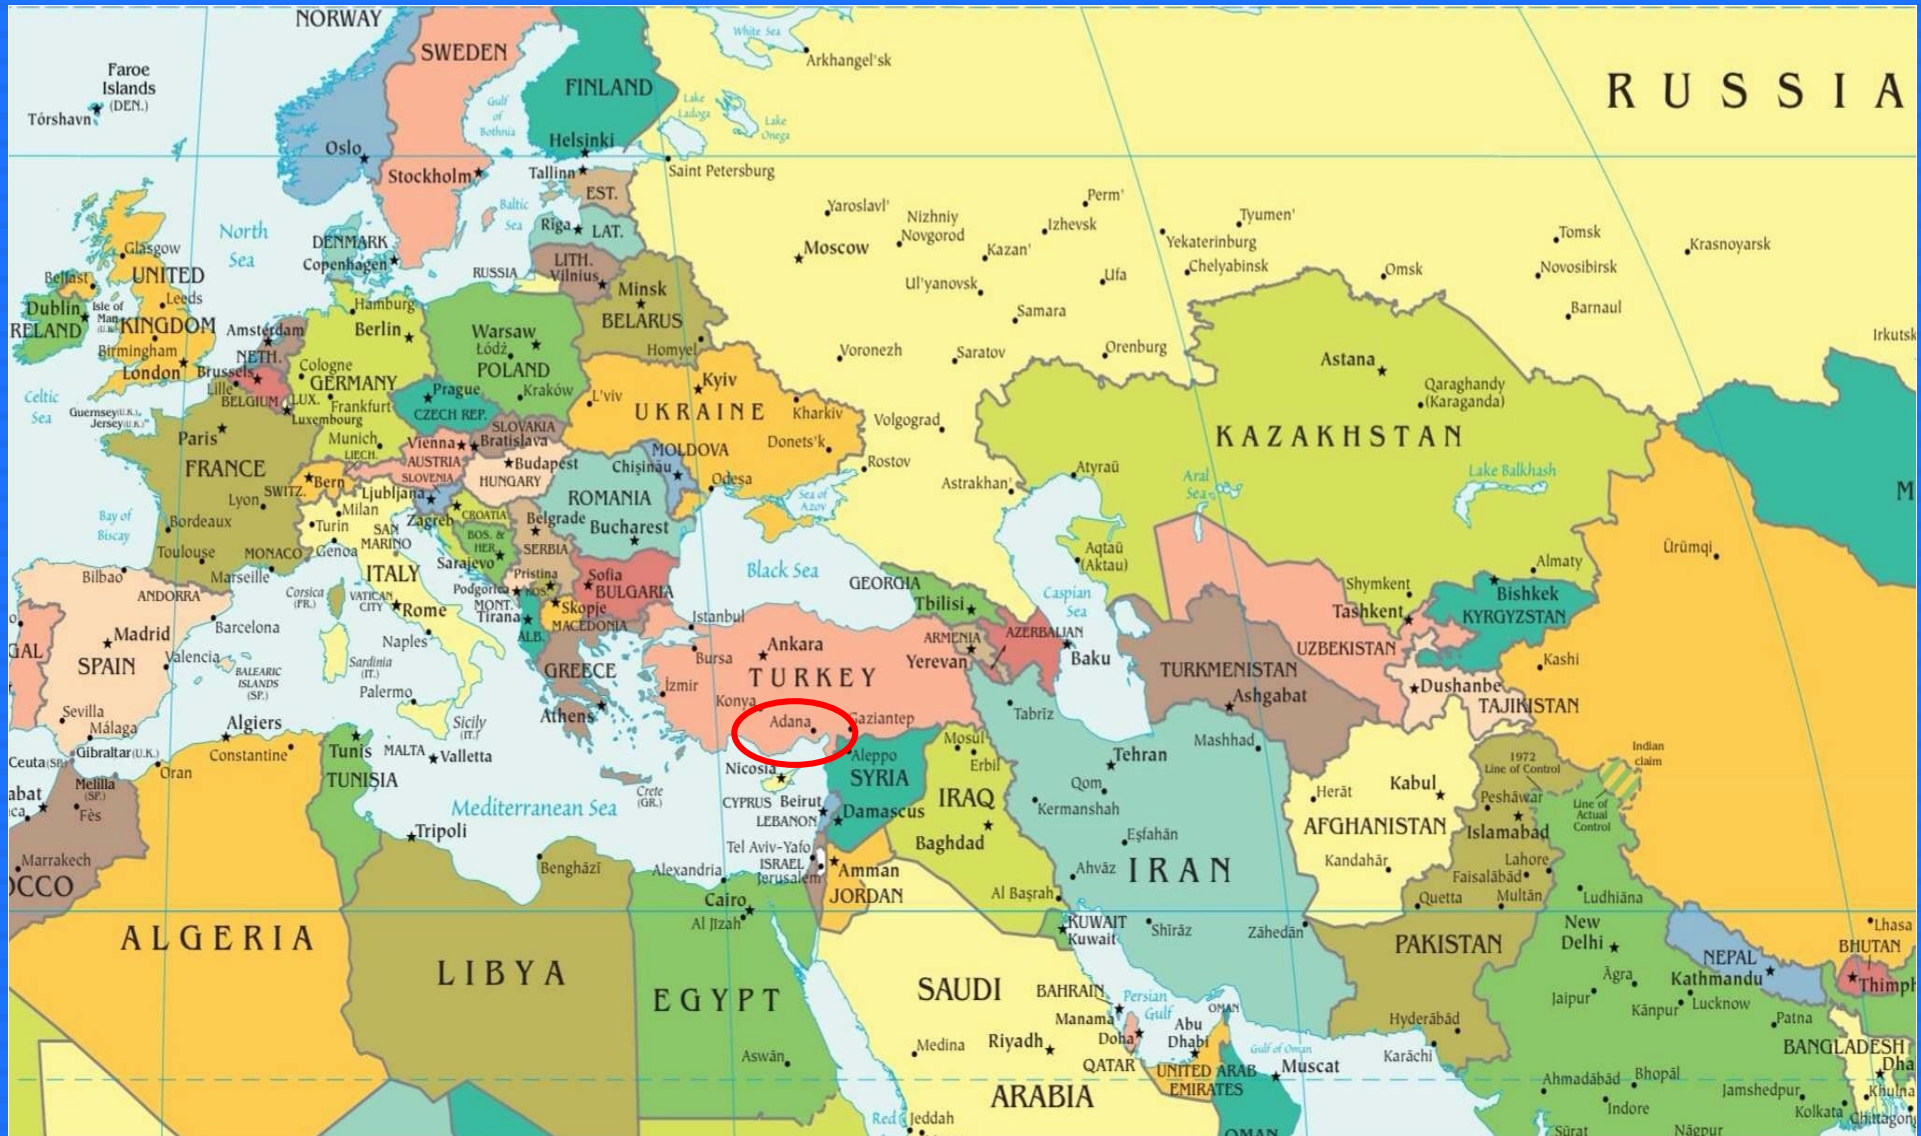 NORWAY
SWEDEN
FINLAND
White Sea
Arkhangel'sk
RUSSIA
Faroe
Islands
(DEN.)
Tórshavn
Gulf
of
Bothnia
Lake
Ladoga
Lake
Onega
Oslo
Helsinki
Stockholm
Tallinn
EST.
Saint Petersburg
Baltic
Sea
Rīga
LAT.
Yaroslavl'
Nizhniy
Novgorod
Perm'
Izhevsk
Kazan'
Moscow
Tyumen'
Yekaterinburg
Chelyabinsk
Tomsk
Krasnoyarsk
Omsk
Novosibirsk
Barnaul
Irkutsk
North
Sea
DENMARK
Copenhagen
RUSSIA
LITH.
Vilnius
Minsk
BELARUS
Homyel
Ul'yanovsk
Ufa
Samara
Glasgow
Belfast
UNITED
KINGDOM
Leeds
Dublin
RELAND
Isle of
Man
(U.K.)
Birmingham
London
Amsterdam
NETH.
Hamburg
Berlin
Warsaw
Łódź
POLAND
Kraków
Voronezh
Saratov
Orenburg
Astana
Qaraghandy
(Karaganda)
Celtic
Sea
Guernsey(U.K.)
Jersey(U.K.)
Brussels
Lille
BELGIUM
LUX.
Luxembourg
Cologne
GERMANY
Frankfurt
Prague
CZECH REP.
L'viv
Kyiv
UKRAINE
Kharkiv
Donets'k
Volgograd
KAZAKHSTAN
Paris
FRANCE
Lyon
Munich
LIECH.
SWITZ.
Bern
Vienna
AUSTRIA
SLOVAKIA
Bratislava
Budapest
HUNGARY
SLOVENIA
Ljubljana
MOLDOVA
Chişinău
Odesa
Rostov
Astrakhan'
Atyraū
Aral
Sea
Lake Balkhash
M
Bay of
Biscay
Bordeaux
Toulouse
MONACO
Marseille
Milan
Turin
Genoa
SAN
MARINO
Zagreb
CROATIA
BOS. &
HER.
Sarajevo
Belgrade
SERBIA
ROMANIA
Bucharest
Sea of
Azov
Black Sea
Aqtaū
(Aktau)
Almaty
Ürümqi
Bilbao
ANDORRA
Corsica
(FR.)
ITALY
VATICAN
CITY
Rome
Podgorica
MONT.
Pristina
KOS.
Sofia
BULGARIA
Skopje
MACEDONIA
Tirana
ALB.
GEORGIA
Tbilisi
Caspian
Sea
Shymkent
Tashkent
Bishkek
KYRGYZSTAN
Madrid
SPAIN
Barcelona
Valencia
BALEARIC
ISLANDS
(SP.)
Sardinia
(IT.)
Naples
Palermo
Sicily
(IT.)
GREECE
Athens
Istanbul
Bursa
Ankara
TURKEY
İzmir
Konya
Adana
Gaziantep
ARMENIA
Yerevan
AZERBAIJAN
Baku
TURKMENISTAN
Ashgabat
UZBEKISTAN
Dushanbe
TAJIKISTAN
Kashi
GAL
Sevilla
Málaga
Gibraltar (U.K.)
Ceuta(SP.)
Melilla
(SP.)
Algiers
Constantine
Oran
Tunis
TUNISIA
MALTA
Valletta
Crete
(GR.)
Mediterranean Sea
Nicosia
CYPRUS
Beirut
LEBANON
Aleppo
SYRIA
Damascus
Mosul
Erbil
IRAQ
Baghdad
Tabrīz
Tehran
Qom
Kermanshah
Eşfahān
Mashhad
Herāt
Kabul
AFGHANISTAN
Kandahār
1972
Line of Control
Indian
claim
Line of
Actual
Control
Peshāwar
Islamabad
Lahore
Faisalābād
Multān
Quetta
Ludhiāna
abat
ca
Fès
Marrakech
OCCO
Tripoli
Benghāzī
Alexandria
Tel Aviv-Yafo
ISRAEL
Jerusalem
Amman
JORDAN
Cairo
Al Jīzah
Al Başrah
Ahvāz
IRAN
KUWAIT
Kuwait
Shīrāz
Zāhedān
PAKISTAN
New
Delhi
NEPAL
Kathmandu
Lhasa
BHUTAN
Thimph
ALGERIA
LIBYA
EGYPT
SAUDI
ARABIA
BAHRAIN
Manama
Persian
Gulf
Doha
QATAR
Abu
Dhabi
OMAN
UNITED ARAB
EMIRATES
Gulf of Oman
Muscat
Aswān
Medina
Riyadh
Red
Jeddah
OMAN
Hyderābād
Karāchi
Āgra
Jaipur
Kānpur
Lucknow
Patna
BANGLADESH
Dha
Khulna
Chittagong
Ahmadābād
Bhopāl
Indore
Jamshedpur
Kolkata
Sūrat
Nāgpur